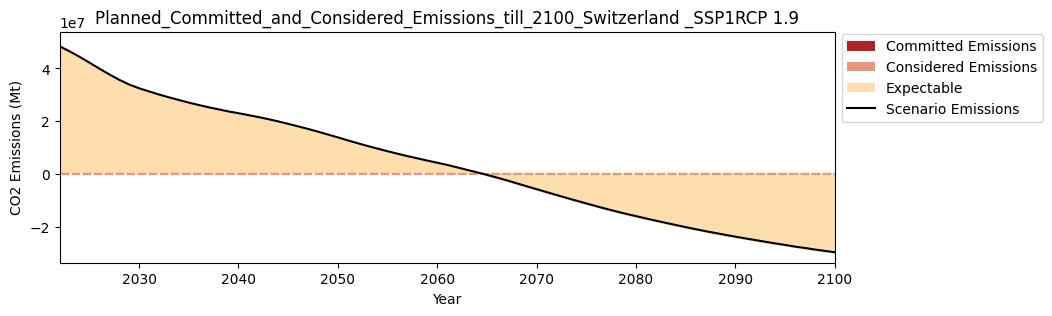 Planned_Committed_and_Considered_Emissions_till_2100_Switzerland _SSP1RCP 1.9
1e7
4
2
0
−2
CO2 Emissions (Mt)
2030 2040 2050 2060 2070 2080 2090 2100
Year
Committed Emissions
Considered Emissions
Expectable
Scenario Emissions